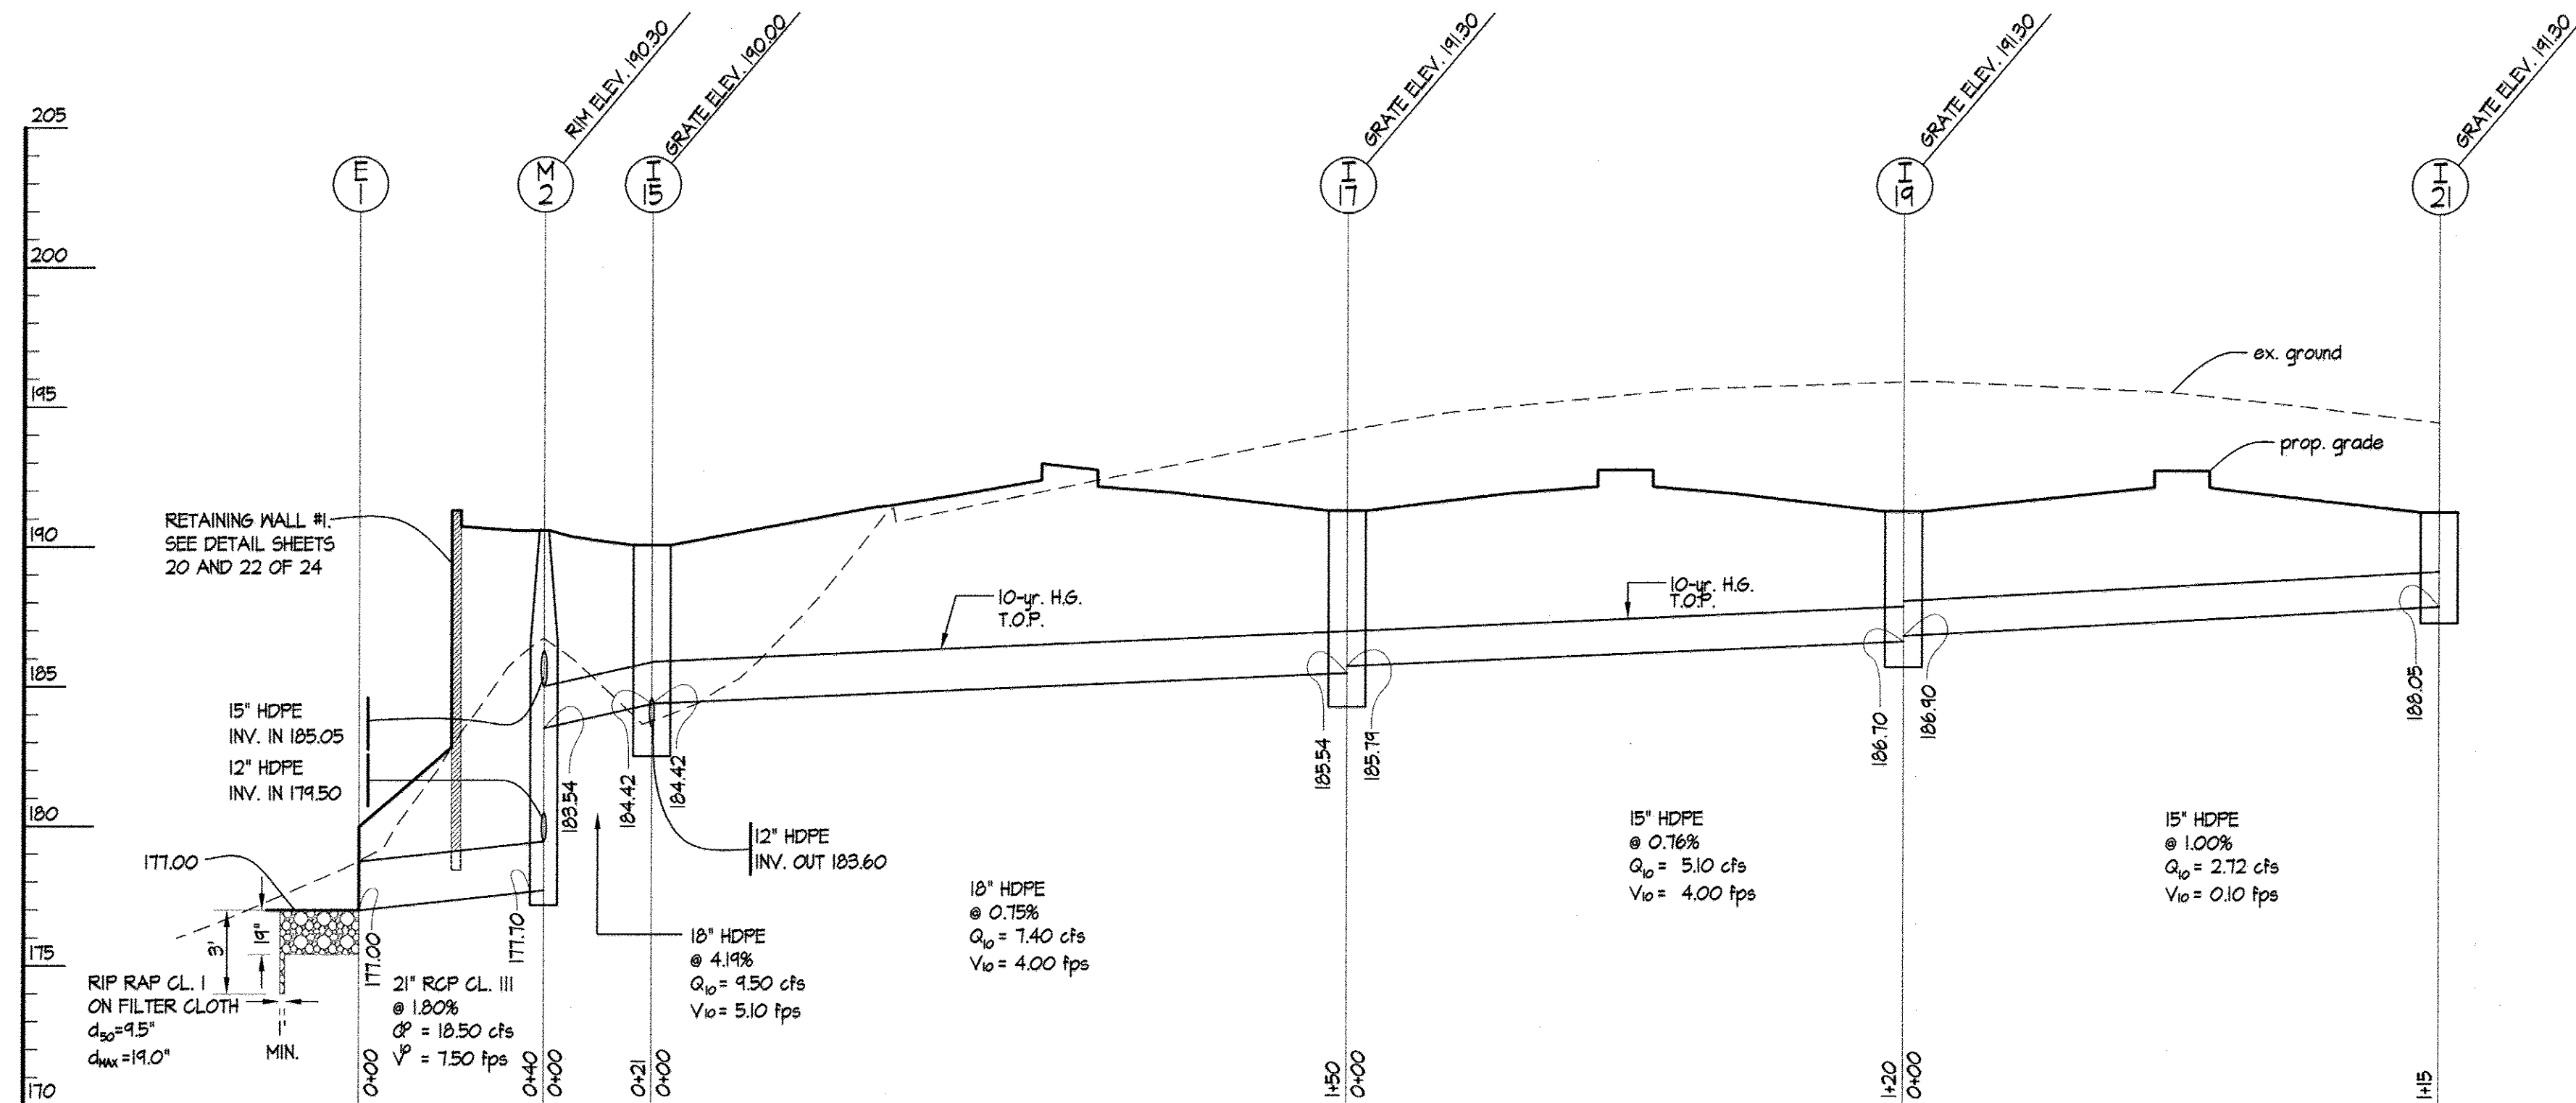 RIM ELEV. 190.30
GRATE ELEV. 190.00
GRATE ELEV. 191.30
GRATE ELEV. 191.30
GRATE ELEV. 191.30
E
1
M
2
I
15
I
17
I
19
I
21
205
200
195
190
185
180
175
170
ex. ground
prop. grade
RETAINING WALL #1.
SEE DETAIL SHEETS
20 AND 22 OF 24
10-yr. H.G.
T.O.P.
10-yr. H.G.
T.O.P.
15" HDPE
INV. IN 185.05
12" HDPE
INV. IN 179.50
183.54
184.42
184.42
185.54
185.79
186.70
186.90
188.05
12" HDPE
INV. OUT 183.60
177.00
3'
19"
177.00
177.70
RIP RAP CL. I
ON FILTER CLOTH
d50=9.5"
dMAX=19.0"
1'
MIN.
21" RCP CL. III
@ 1.80%
Q10 = 18.50 cfs
V10 = 7.50 fps
18" HDPE
@ 4.19%
Q10 = 9.50 cfs
V10 = 5.10 fps
18" HDPE
@ 0.75%
Q10 = 7.40 cfs
V10 = 4.00 fps
15" HDPE
@ 0.76%
Q10 = 5.10 cfs
V10 = 4.00 fps
15" HDPE
@ 1.00%
Q10 = 2.72 cfs
V10 = 0.10 fps
0+00
0+40
0+00
0+21
0+00
1+50
0+00
1+20
0+00
1+15